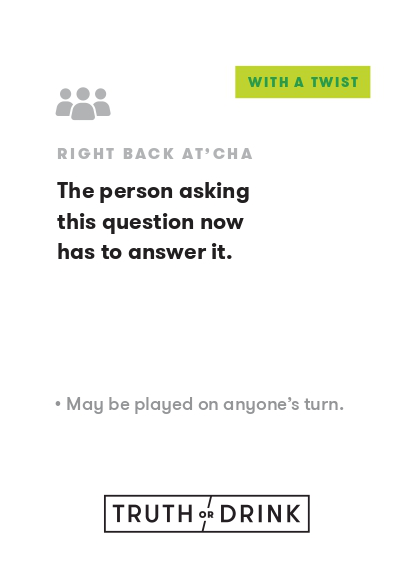 WITH A TWIST
RIGHT BACK AT’CHA
The person asking
this question now
has to answer it.
• May be played on anyone’s turn.
TRUTH OR DRINK